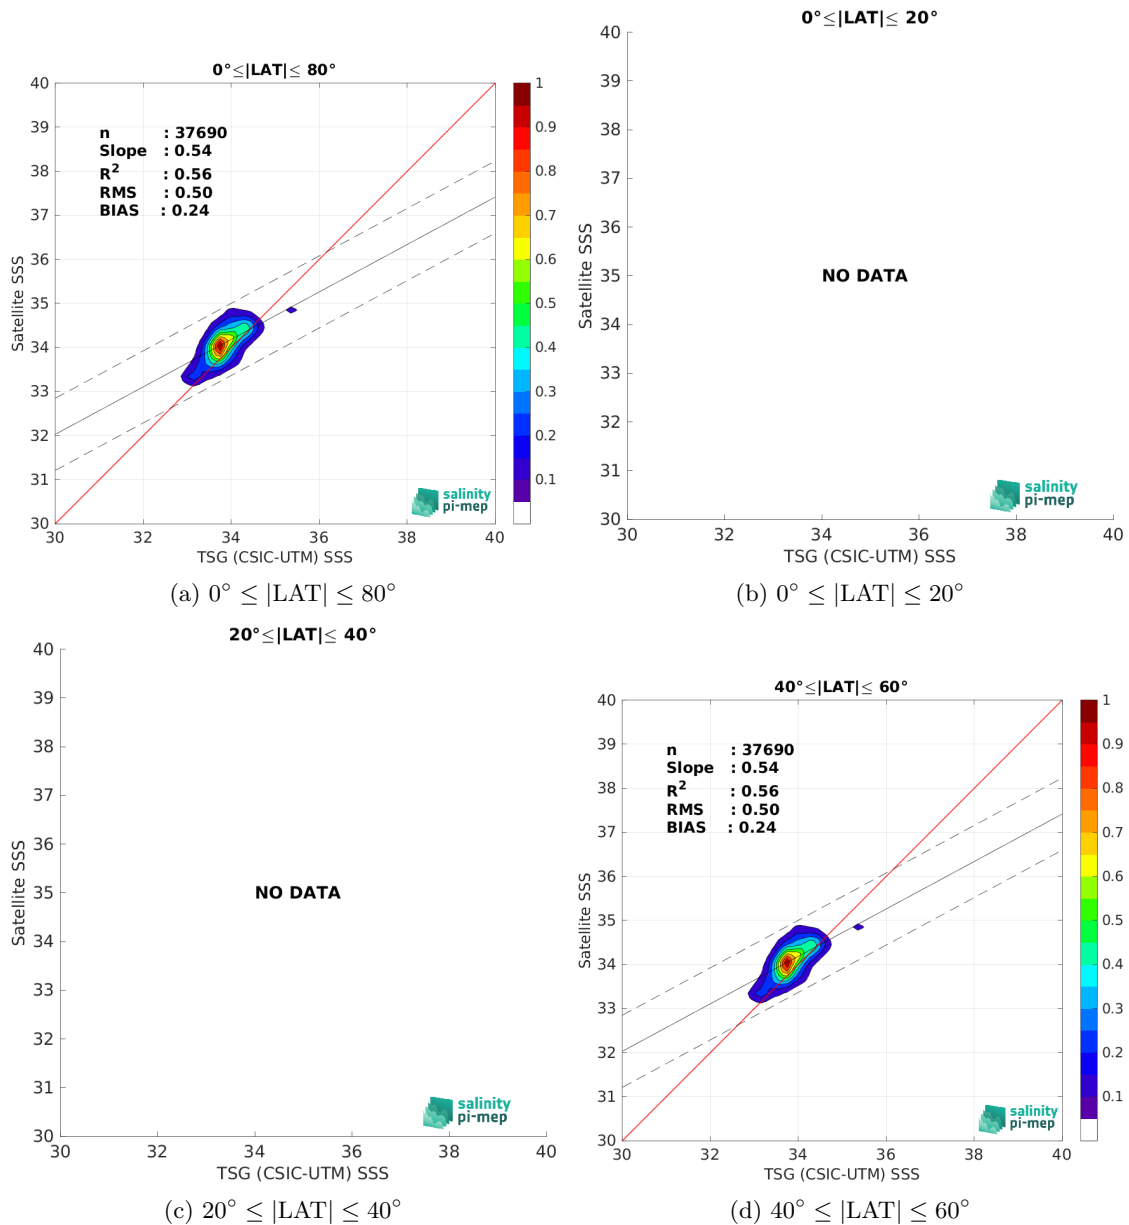 0°≤|LAT|≤ 80°
n : 37690
Slope : 0.54
R² : 0.56
RMS : 0.50
BIAS : 0.24
40
39
38
37
36
35
34
33
32
31
30
30 32 34 36 38 40
Satellite SSS
TSG (CSIC-UTM) SSS
1
0.9
0.8
0.7
0.6
0.5
0.4
0.3
0.2
0.1
salinity
pi-mep
(a) 0° ≤ |LAT| ≤ 80°
0°≤|LAT|≤ 20°
40
39
38
37
36
35
34
33
32
31
30
30 32 34 36 38 40
Satellite SSS
NO DATA
TSG (CSIC-UTM) SSS
salinity
pi-mep
(b) 0° ≤ |LAT| ≤ 20°
20°≤|LAT|≤ 40°
40
39
38
37
36
35
34
33
32
31
30
30 32 34 36 38 40
Satellite SSS
NO DATA
TSG (CSIC-UTM) SSS
salinity
pi-mep
(c) 20° ≤ |LAT| ≤ 40°
40°≤|LAT|≤ 60°
n : 37690
Slope : 0.54
R² : 0.56
RMS : 0.50
BIAS : 0.24
40
39
38
37
36
35
34
33
32
31
30
30 32 34 36 38 40
Satellite SSS
TSG (CSIC-UTM) SSS
1
0.9
0.8
0.7
0.6
0.5
0.4
0.3
0.2
0.1
salinity
pi-mep
(d) 40° ≤ |LAT| ≤ 60°